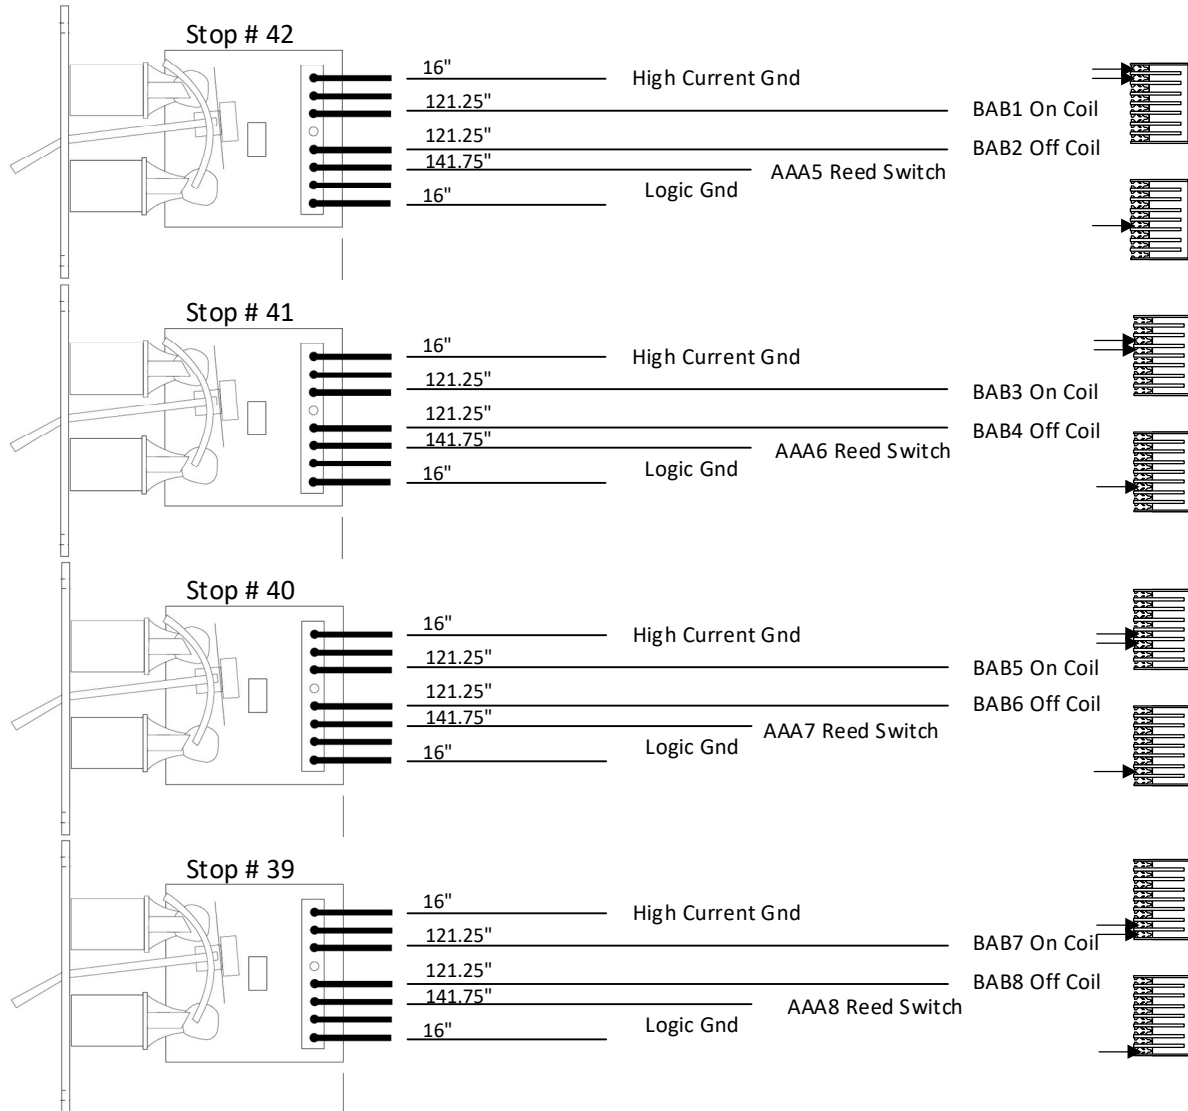 Stop # 42
16"
High Current Gnd
121.25"
BAB1 On Coil
121.25"
BAB2 Off Coil
141.75"
AAA5 Reed Switch
Logic Gnd
16"
Stop # 41
16"
High Current Gnd
121.25"
BAB3 On Coil
121.25"
BAB4 Off Coil
141.75"
AAA6 Reed Switch
Logic Gnd
16"
Stop # 40
16"
High Current Gnd
121.25"
BAB5 On Coil
121.25"
BAB6 Off Coil
141.75"
AAA7 Reed Switch
Logic Gnd
16"
Stop # 39
16"
High Current Gnd
121.25"
BAB7 On Coil
121.25"
BAB8 Off Coil
141.75"
AAA8 Reed Switch
Logic Gnd
16"